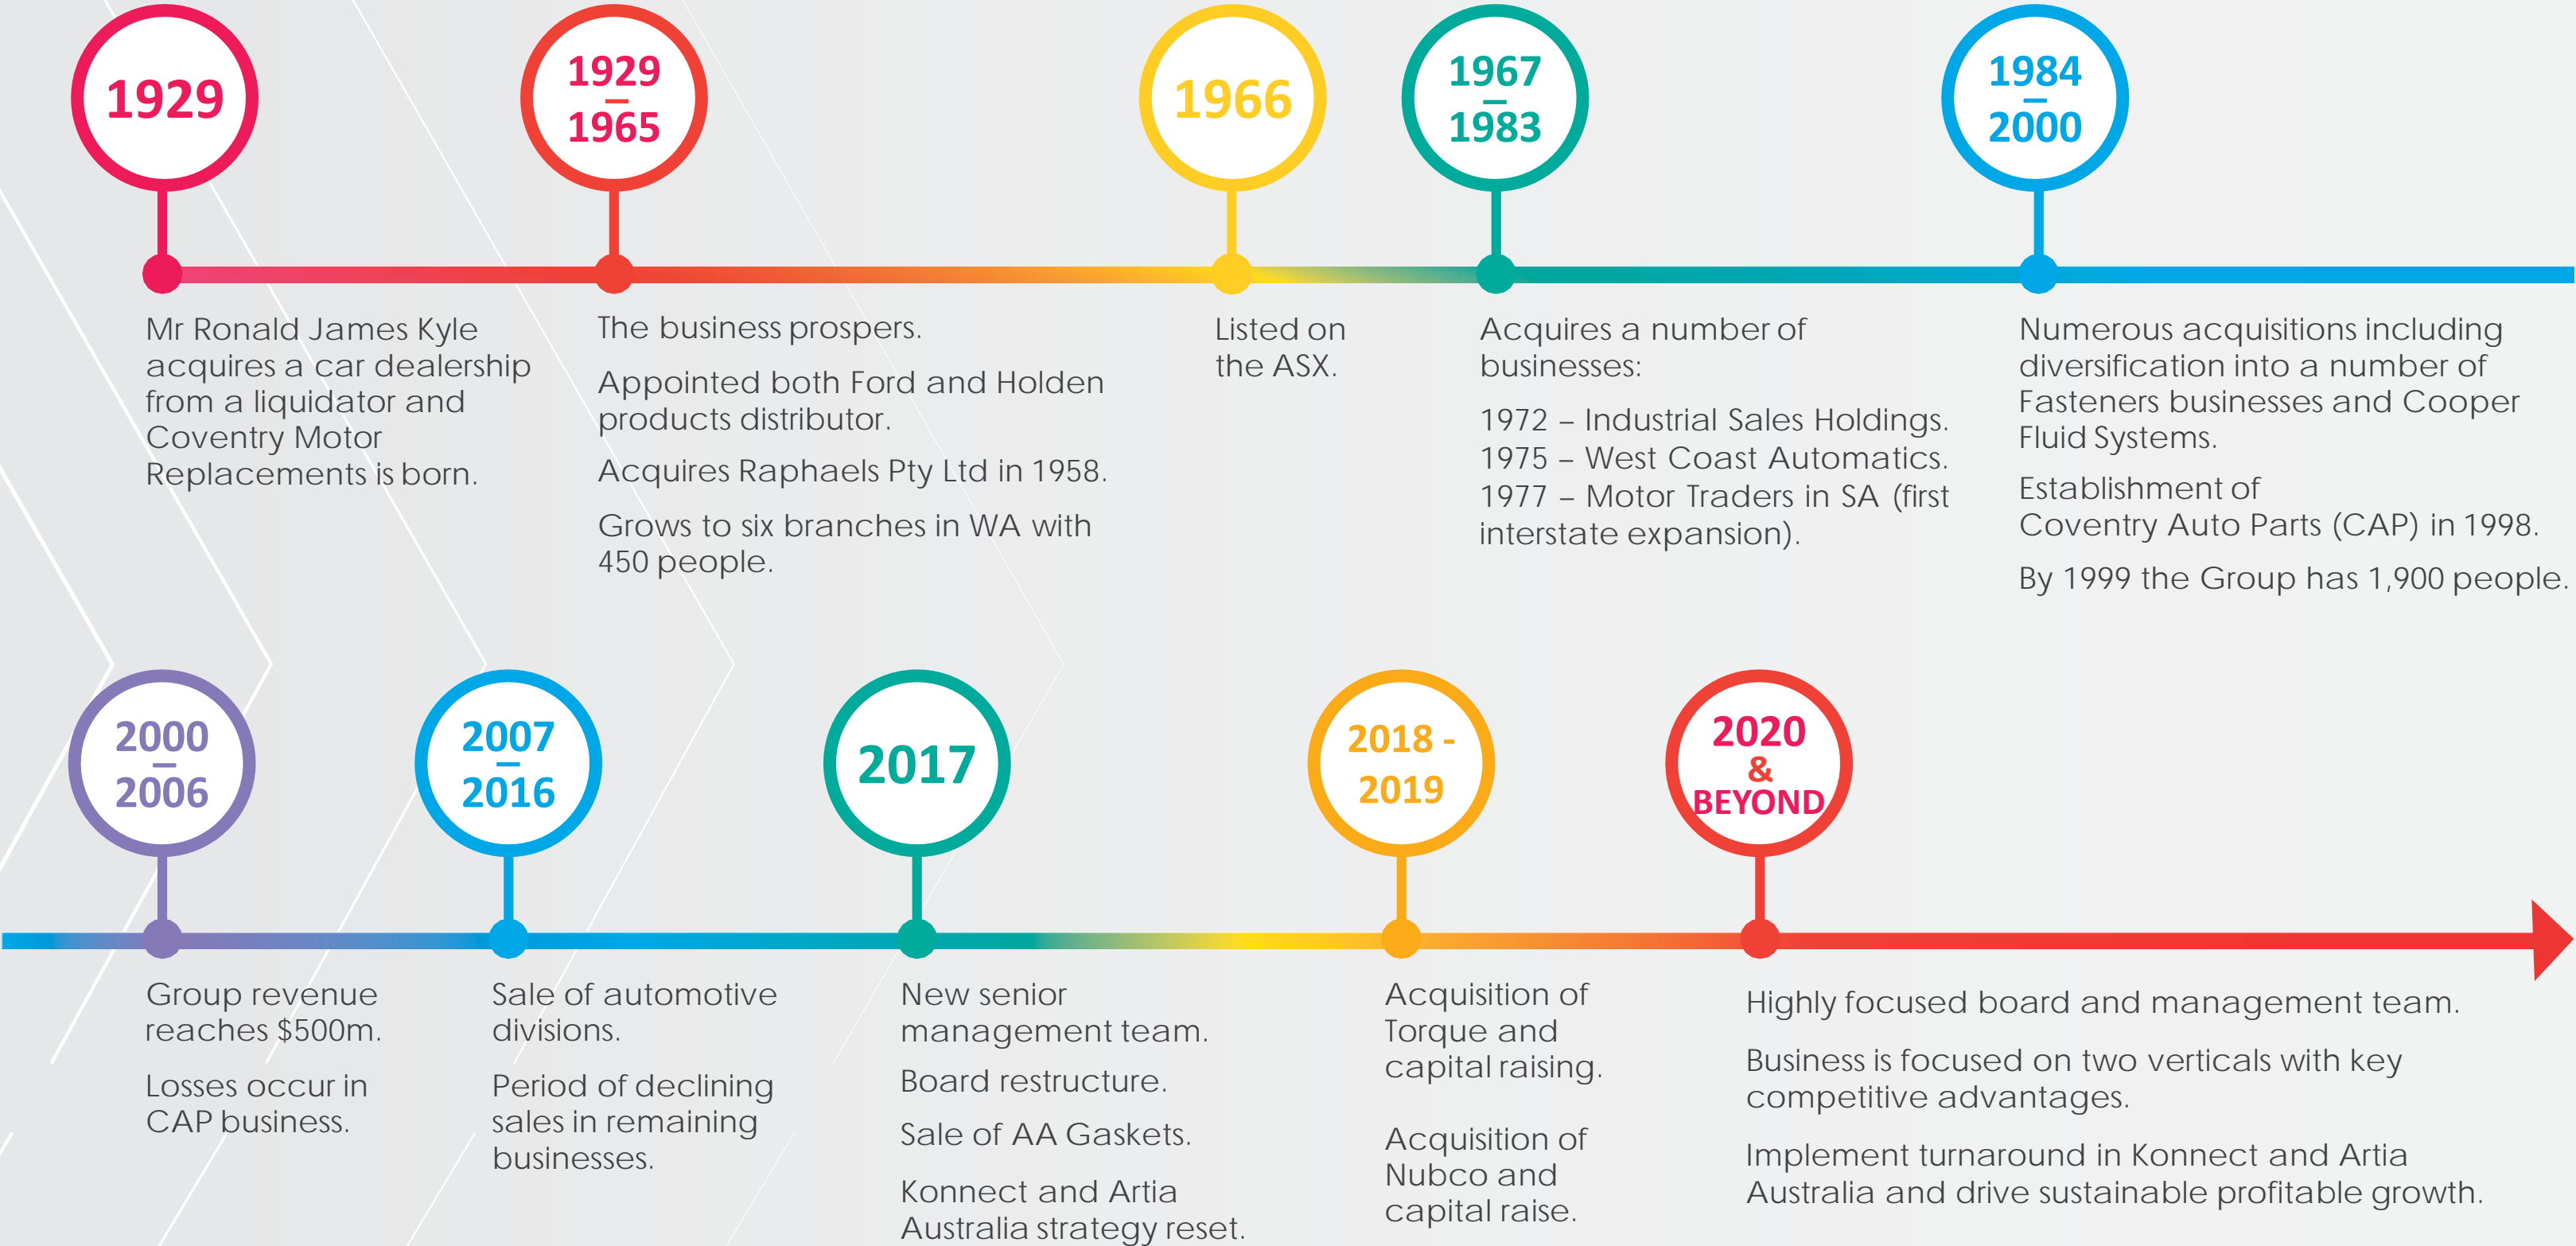 1929
1929
–
1965
1966
1967
–
1983
1984
–
2000
Mr Ronald James Kyle
acquires a car dealership
from a liquidator and
Coventry Motor
Replacements is born.
The business prospers.
Appointed both Ford and Holden
products distributor.
Acquires Raphaels Pty Ltd in 1958.
Grows to six branches in WA with
450 people.
Listed on
the ASX.
Acquires a number of
businesses:
1972 – Industrial Sales Holdings.
1975 – West Coast Automatics.
1977 – Motor Traders in SA (first
interstate expansion).
Numerous acquisitions including
diversification into a number of
Fasteners businesses and Cooper
Fluid Systems.
Establishment of
Coventry Auto Parts (CAP) in 1998.
By 1999 the Group has 1,900 people.
2000
–
2006
2007
–
2016
2017
2018 -
2019
2020
&
BEYOND
Group revenue
reaches $500m.
Losses occur in
CAP business.
Sale of automotive
divisions.
Period of declining
sales in remaining
businesses.
New senior
management team.
Board restructure.
Sale of AA Gaskets.
Konnect and Artia
Australia strategy reset.
Acquisition of
Torque and
capital raising.
Acquisition of
Nubco and
capital raise.
Highly focused board and management team.
Business is focused on two verticals with key
competitive advantages.
Implement turnaround in Konnect and Artia
Australia and drive sustainable profitable growth.